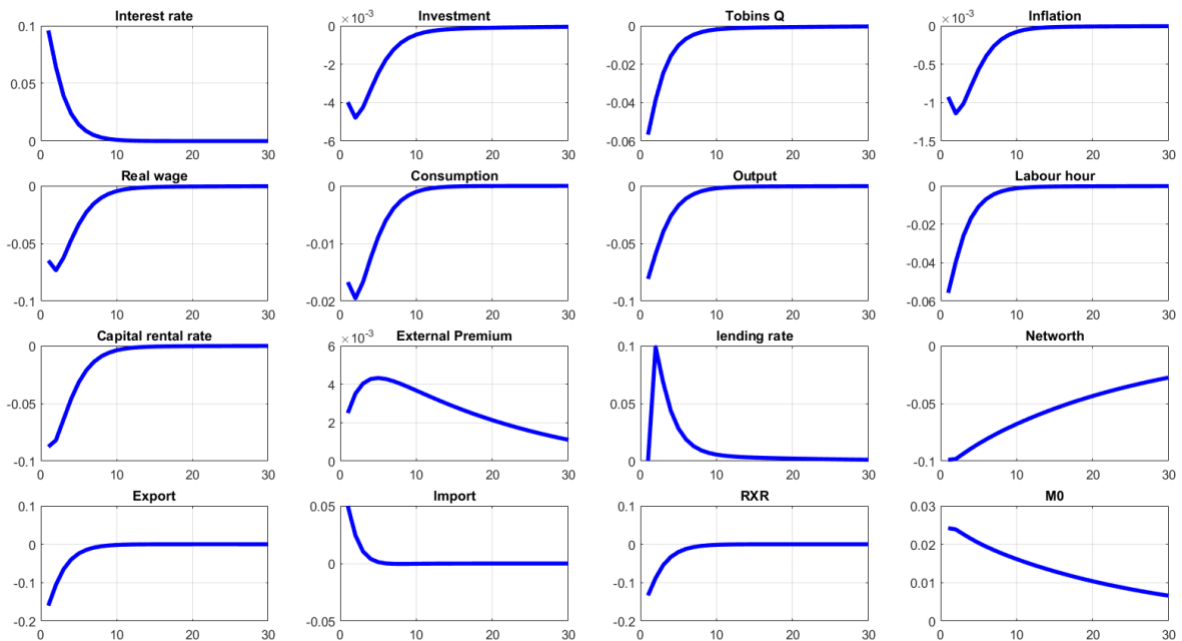 Interest rate
0.1
0.05
0
0 10 20 30
Investment
×10⁻³
0
-2
-4
-6
0 10 20 30
Tobins Q
0
-0.02
-0.04
-0.06
0 10 20 30
Inflation
×10⁻³
0
-0.5
-1
-1.5
0 10 20 30
Real wage
0
-0.05
-0.1
0 10 20 30
Consumption
0
-0.01
-0.02
0 10 20 30
Output
0
-0.05
-0.1
0 10 20 30
Labour hour
0
-0.02
-0.04
-0.06
0 10 20 30
Capital rental rate
0
-0.05
-0.1
0 10 20 30
External Premium
×10⁻³
6
4
2
0
0 10 20 30
lending rate
0.1
0.05
0
0 10 20 30
Networth
0
-0.05
-0.1
0 10 20 30
Export
0.1
0
-0.1
-0.2
0 10 20 30
Import
0.05
0
-0.05
0 10 20 30
RXR
0.1
0
-0.1
-0.2
0 10 20 30
M0
0.03
0.02
0.01
0
0 10 20 30